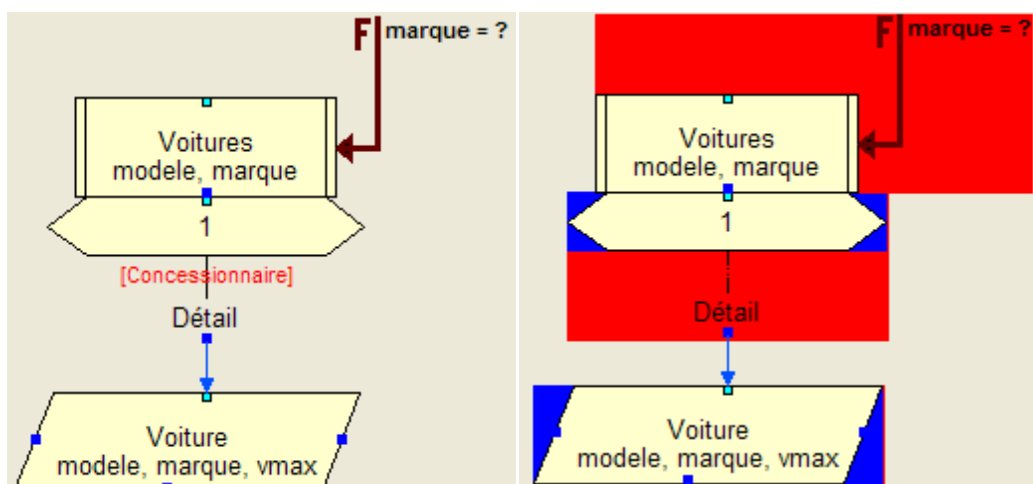 F marque = ?
Voitures
modele, marque
1
[Concessionnaire]
Détail
Voiture
modele, marque, vmax
F marque = ?
Voitures
modele, marque
1
Détail
Voiture
modele, marque, vmax